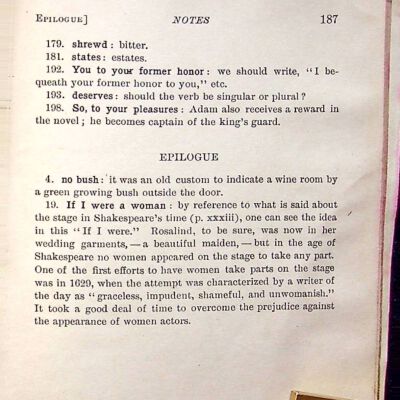 EPILOGUE] NOTES 187
179. shrewd: bitter.
181. states: estates.
192. You to your former honor: we should write, "I be-
queath your former honor to you," etc.
193. deserves: should the verb be singular or plural?
198. So, to your pleasures: Adam also receives a reward in
the novel; he becomes captain of the king's guard.
EPILOGUE
4. no bush: it was an old custom to indicate a wine room by
a green growing bush outside the door.
19. If I were a woman: by reference to what is said about
the stage in Shakespeare's time (p. xxxiii), one can see the idea
in this "If I were." Rosalind, to be sure, was now in her
wedding garments,—a beautiful maiden,—but in the age of
Shakespeare no women appeared on the stage to take any part.
One of the first efforts to have women take parts on the stage
was in 1629, when the attempt was characterized by a writer of
the day as "graceless, impudent, shameful, and unwomanish."
It took a good deal of time to overcome the prejudice against
the appearance of women actors.